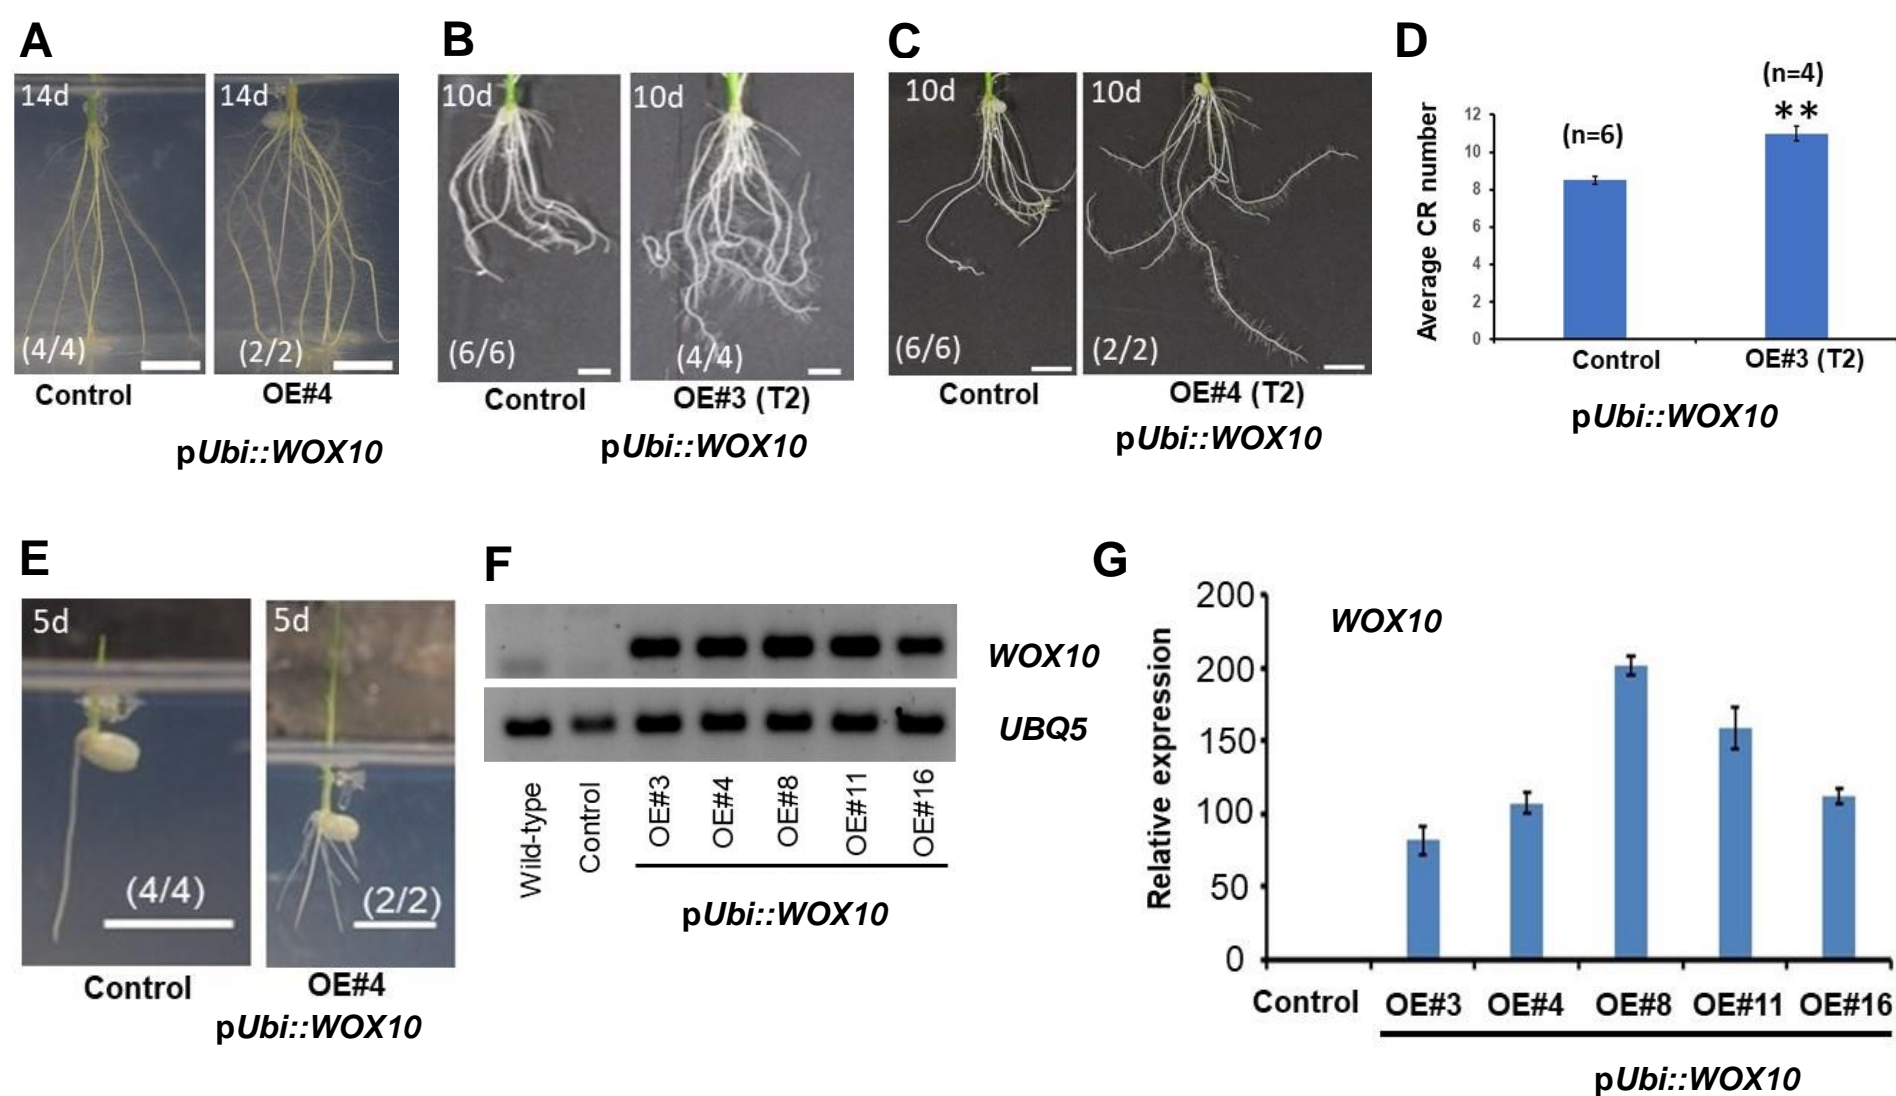 A
14d
14d
(4/4)
(2/2)
Control
OE#4
pUbi::WOX10
B
10d
10d
(6/6)
(4/4)
Control
OE#3 (T2)
pUbi::WOX10
C
10d
10d
(6/6)
(2/2)
Control
OE#4 (T2)
pUbi::WOX10
D
(n=4)
**
(n=6)
Average CR number
12
10
8
6
4
2
0
Control
OE#3 (T2)
pUbi::WOX10
E
5d
5d
(4/4)
(2/2)
Control
OE#4
pUbi::WOX10
F
WOX10
UBQ5
Wild-type
Control
OE#3
OE#4
OE#8
OE#11
OE#16
pUbi::WOX10
G
WOX10
Relative expression
200
200
150
100
50
0
Control
OE#3
OE#4
OE#8
OE#11
OE#16
pUbi::WOX10